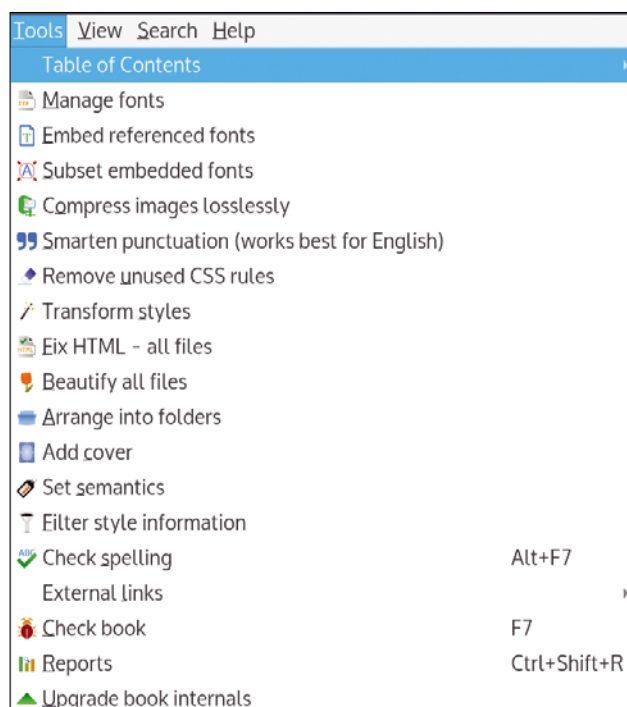 Tools View Search Help
Table of Contents
Manage fonts
Embed referenced fonts
Subset embedded fonts
Compress images losslessly
Smarten punctuation (works best for English)
Remove unused CSS rules
Transform styles
Fix HTML - all files
Beautify all files
Arrange into folders
Add cover
Set semantics
Filter style information
Check spelling Alt+F7
External links
Check book F7
Reports Ctrl+Shift+R
Upgrade book internals